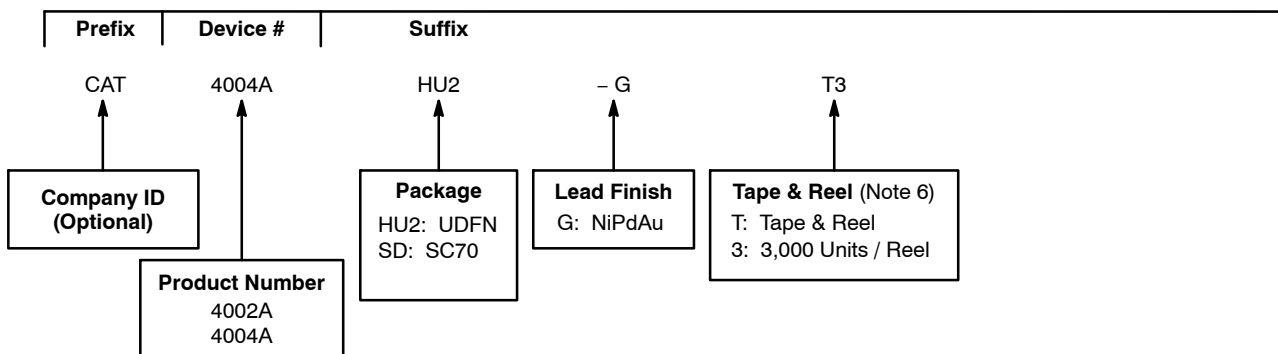 Prefix Device # Suffix
CAT 4004A HU2 – G T3
Company ID
(Optional)
Product Number
4002A
4004A
Package
HU2: UDFN
SD: SC70
Lead Finish
G: NiPdAu
Tape & Reel (Note 6)
T: Tape & Reel
3: 3,000 Units / Reel